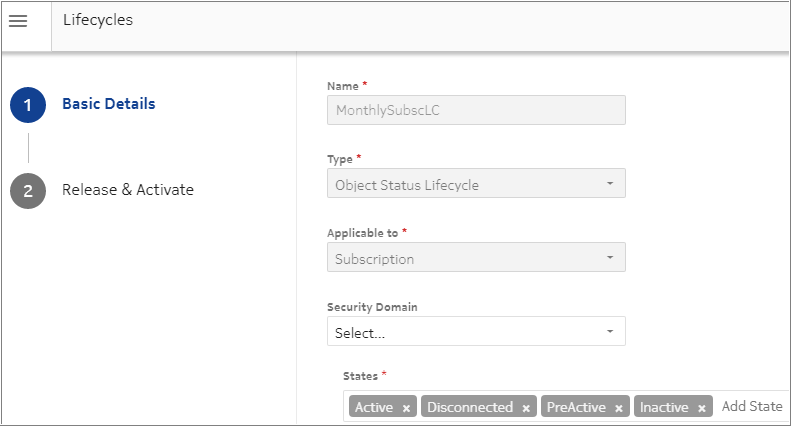 Lifecycles
1 Basic Details
2 Release & Activate
Name *
MonthlySubscLC
Type *
Object Status Lifecycle
Applicable to *
Subscription
Security Domain
Select...
States *
Active × Disconnected × PreActive × Inactive × Add State